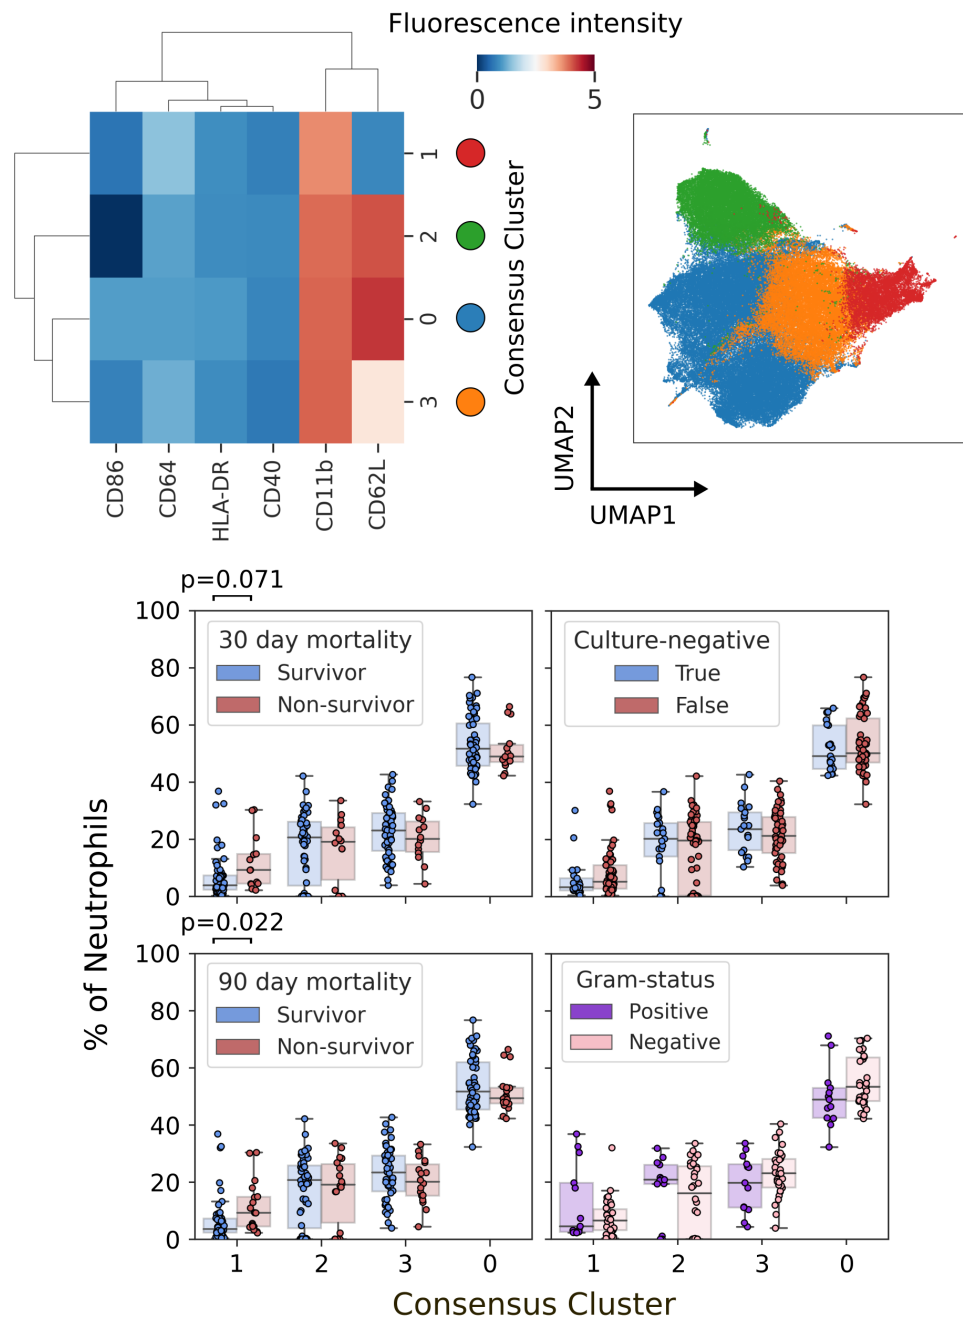 Fluorescence intensity
0 5
1
2
0
3
Consensus Cluster
CD86 CD64 HLA-DR CD40 CD11b CD62L
UMAP2
UMAP1
p=0.071
100
80
60
40
20
0
30 day mortality
Survivor
Non-survivor
Culture-negative
True
False
p=0.022
100
80
60
40
20
0
90 day mortality
Survivor
Non-survivor
Gram-status
Positive
Negative
% of Neutrophils
1 2 3 0 1 2 3 0
Consensus Cluster